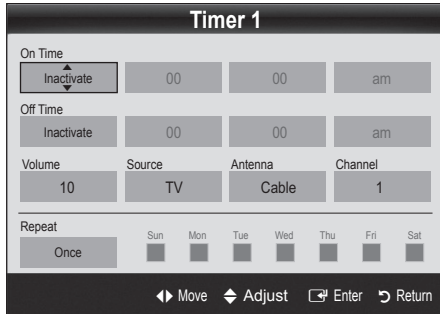 Timer 1
On Time
Inactivate 00 00 am
Off Time
Inactivate 00 00 am
Volume Source Antenna Channel
10 TV Cable 1
Repeat Sun Mon Tue Wed Thu Fri Sat
Once
Move Adjust Enter Return